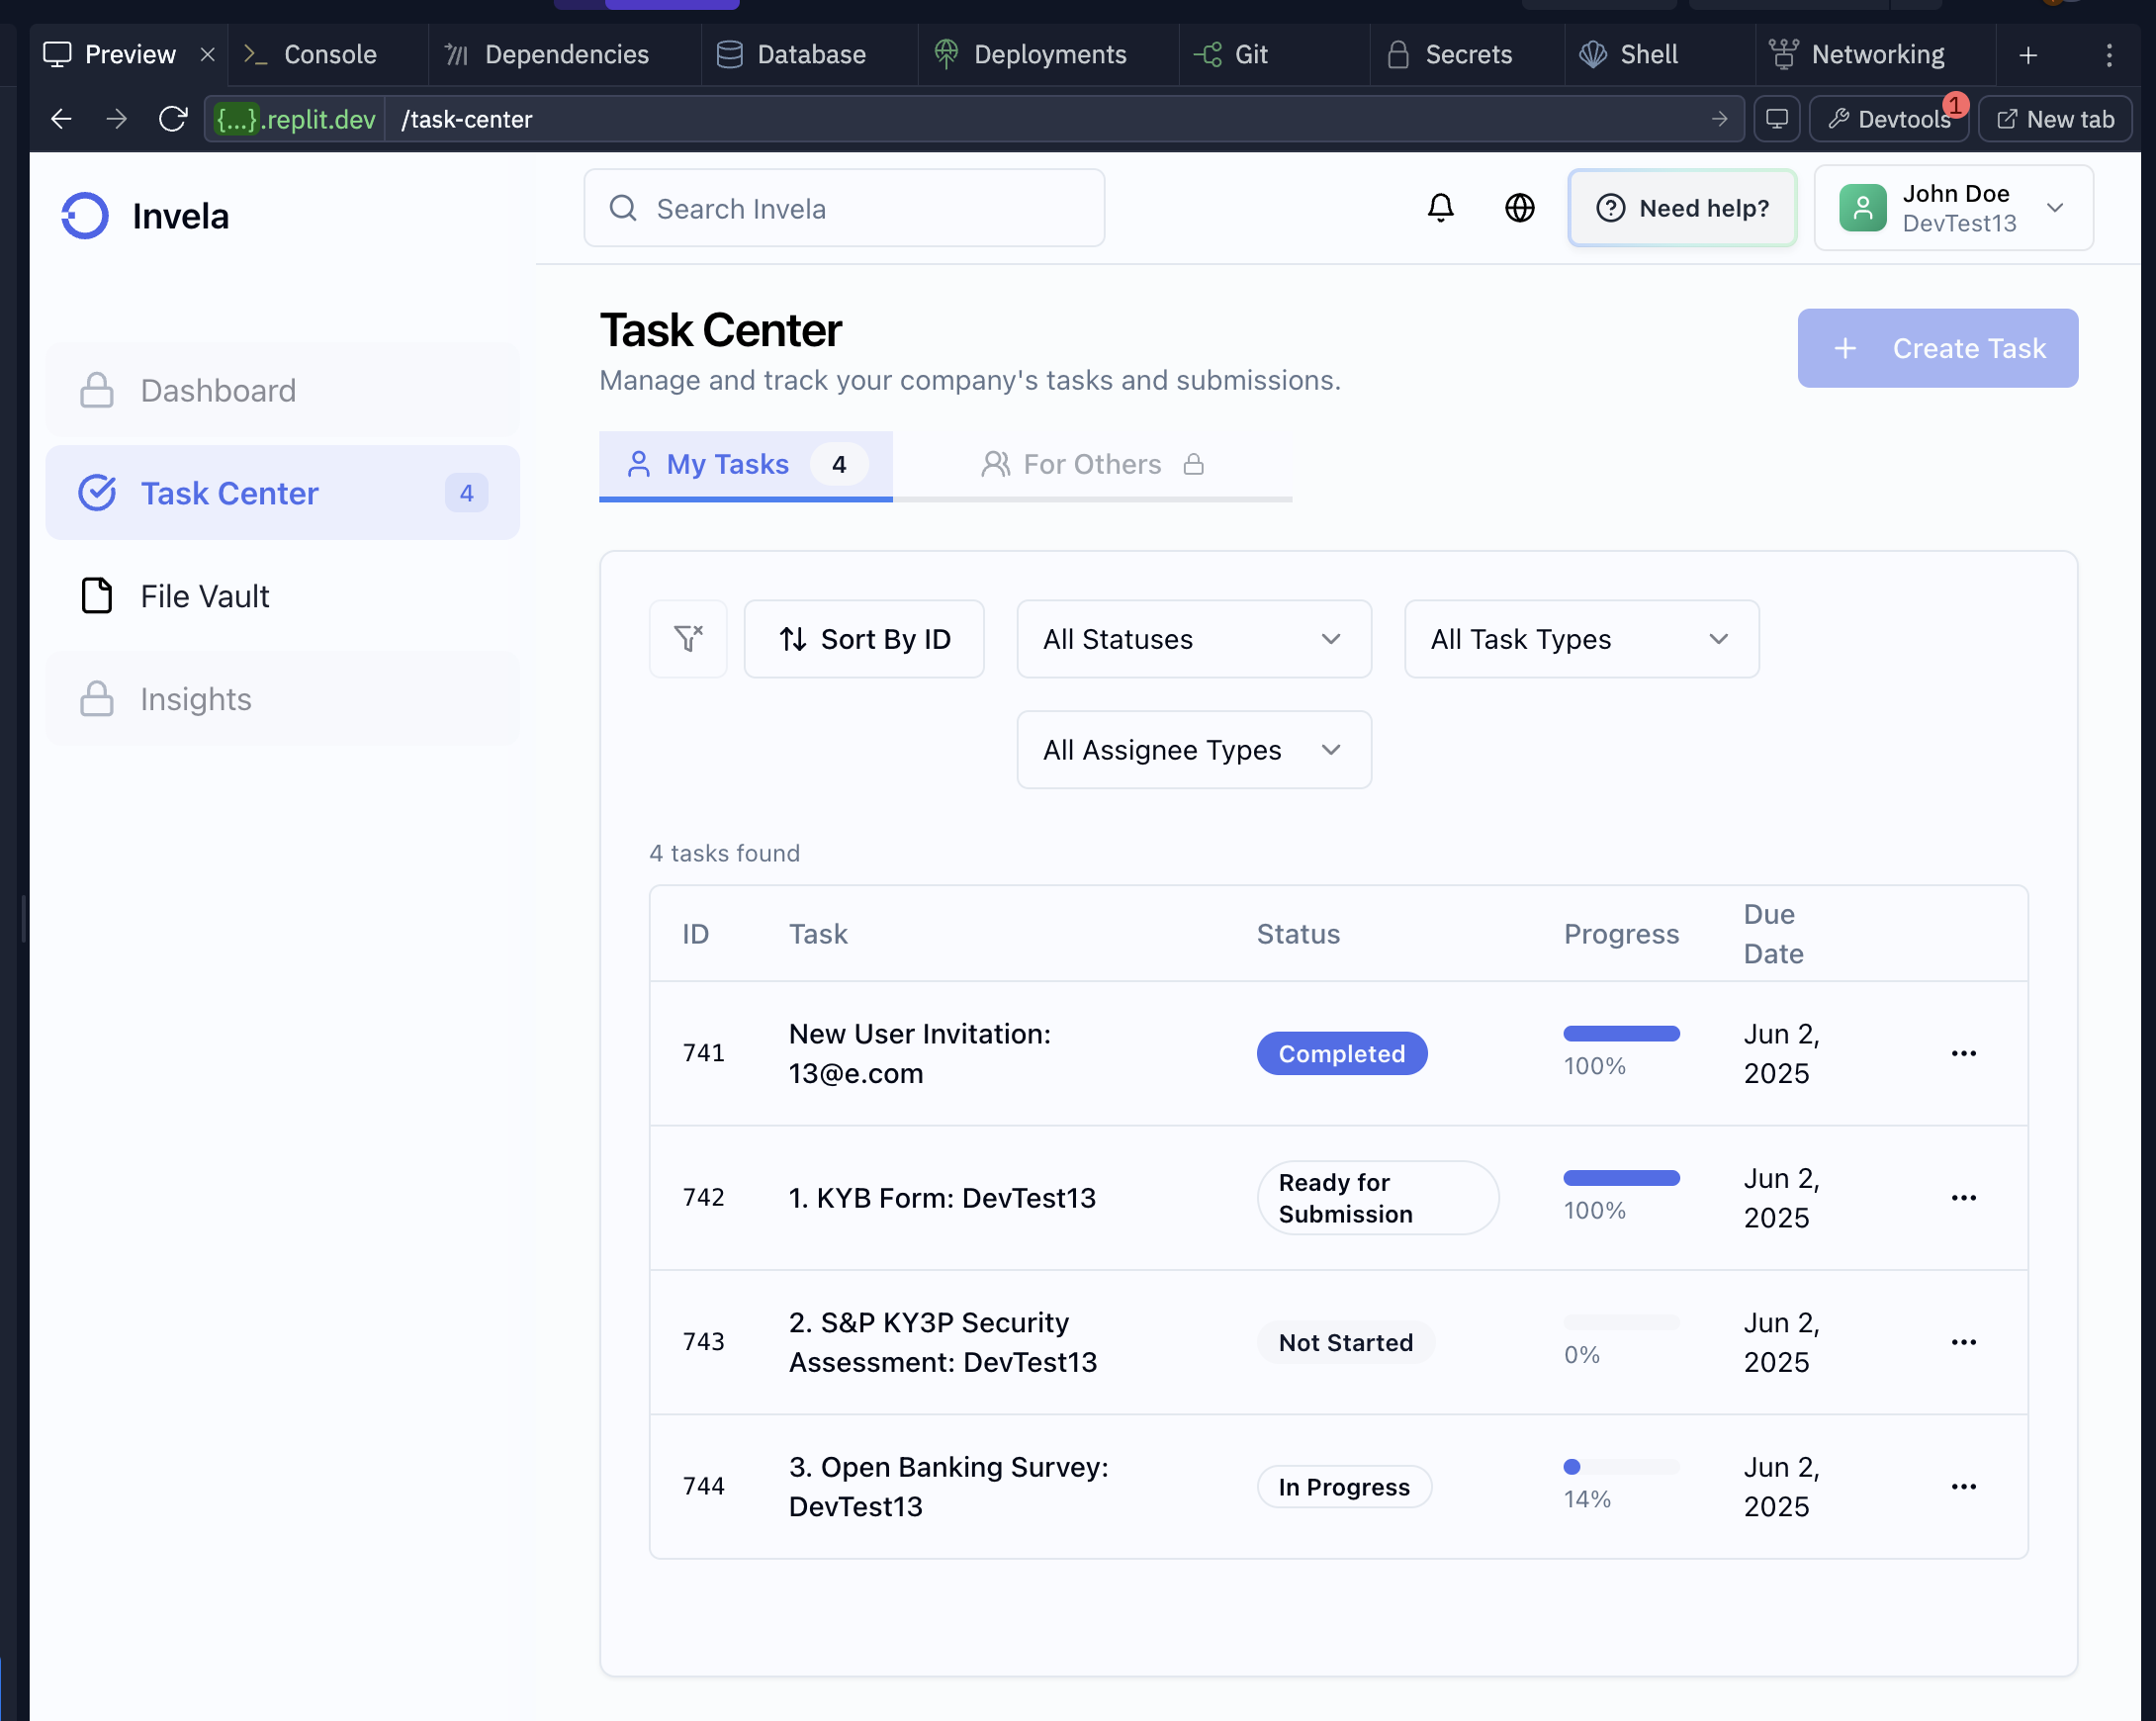 Preview
Console
Dependencies
Database
Deployments
Git
Secrets
Shell
Networking
{...}.replit.dev
/task-center
Devtools
1
New tab
Invela
Search Invela
Need help?
John Doe
DevTest13
Dashboard
Task Center
4
File Vault
Insights
Task Center
Manage and track your company's tasks and submissions.
Create Task
My Tasks
4
For Others
Sort By ID
All Statuses
All Task Types
All Assignee Types
4 tasks found
ID
Task
Status
Progress
Due
Date
741
New User Invitation:
13@e.com
Completed
100%
Jun 2,
2025
742
1. KYB Form: DevTest13
Ready for
Submission
100%
Jun 2,
2025
743
2. S&P KY3P Security
Assessment: DevTest13
Not Started
0%
Jun 2,
2025
744
3. Open Banking Survey:
DevTest13
In Progress
14%
Jun 2,
2025